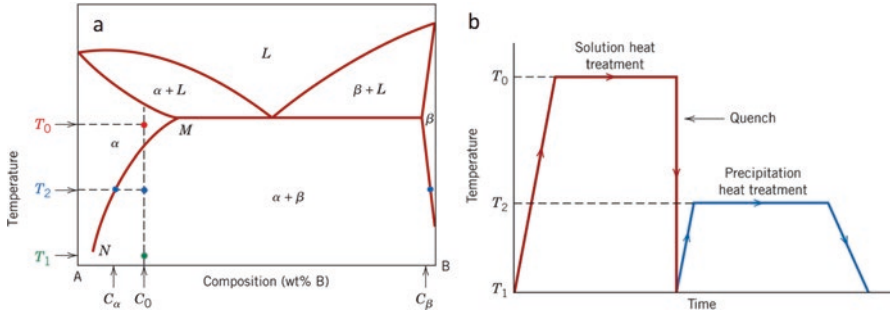 a
L
α + L
β + L
T₀
M
β
α
T₂
α + β
T₁
N
Temperature
A
Composition (wt% B)
B
Cα
C₀
Cβ
b
Solution heat
treatment
T₀
Quench
Precipitation
heat treatment
T₂
T₁
Temperature
Time